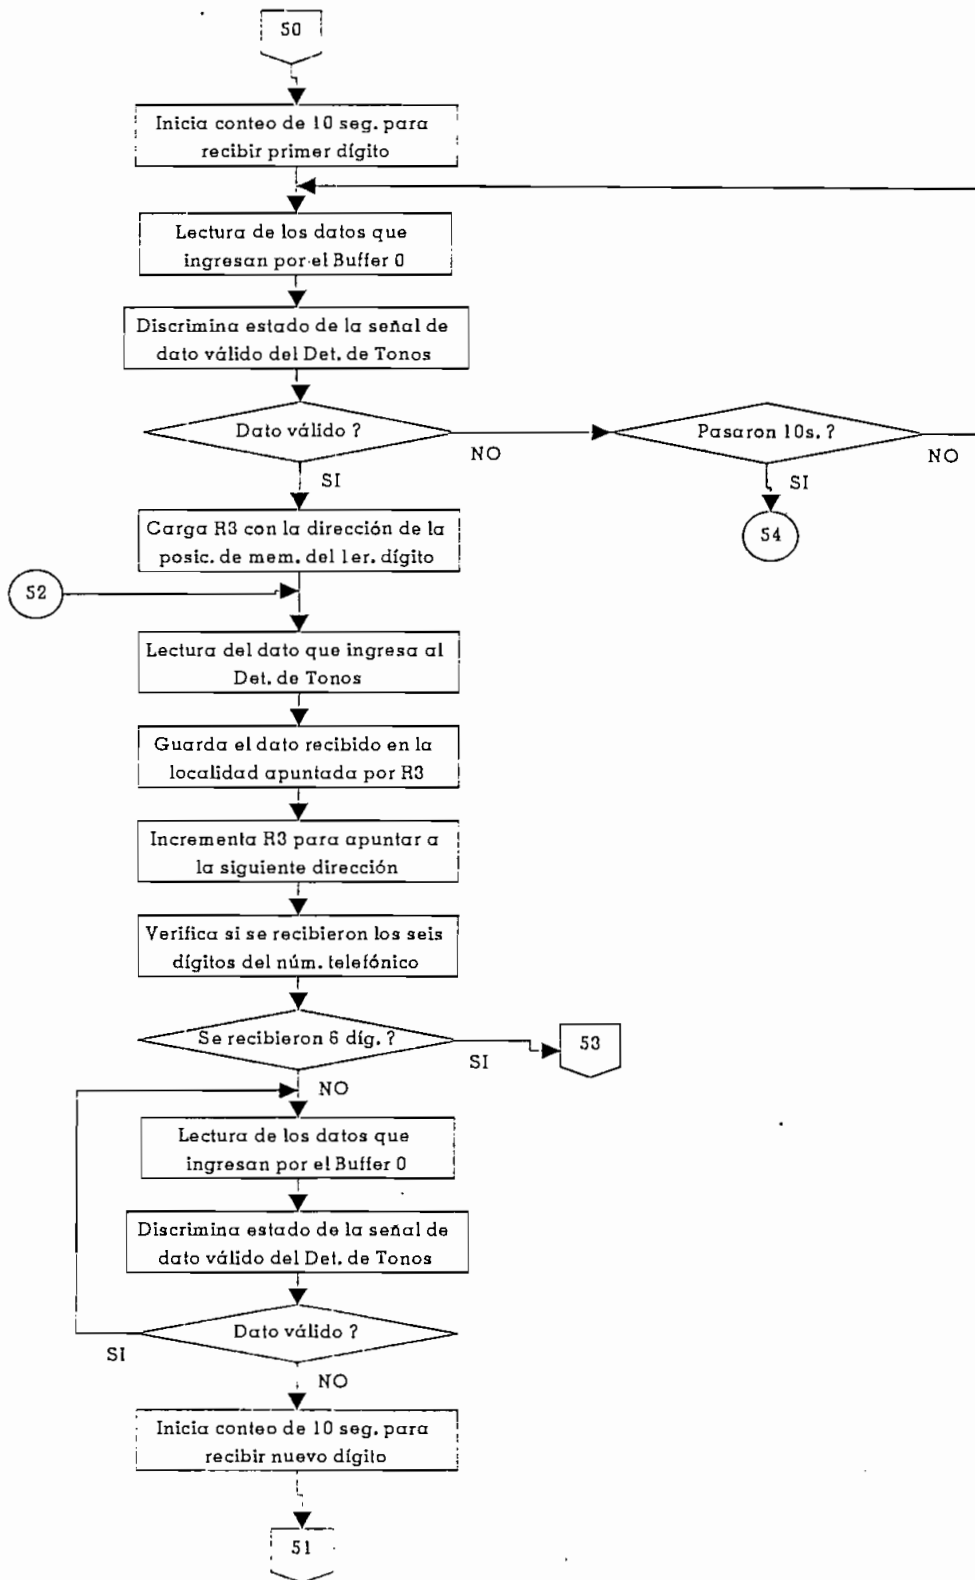 50
Inicia conteo de 10 seg. para
recibir primer dígito
Lectura de los datos que
ingresan por el Buffer 0
Discrimina estado de la señal de
dato válido del Det. de Tonos
Dato válido ?
NO
Pasaron 10s. ?
NO
SI
SI
54
Carga R3 con la dirección de la
posic. de mem. del 1er. dígito
52
Lectura del dato que ingresa al
Det. de Tonos
Guarda el dato recibido en la
localidad apuntada por R3
Incrementa R3 para apuntar a
la siguiente dirección
Verifica si se recibieron los seis
dígitos del núm. telefónico
Se recibieron 6 díg. ?
SI
53
NO
Lectura de los datos que
ingresan por el Buffer 0
Discrimina estado de la señal de
dato válido del Det. de Tonos
Dato válido ?
SI
NO
Inicia conteo de 10 seg. para
recibir nuevo dígito
51